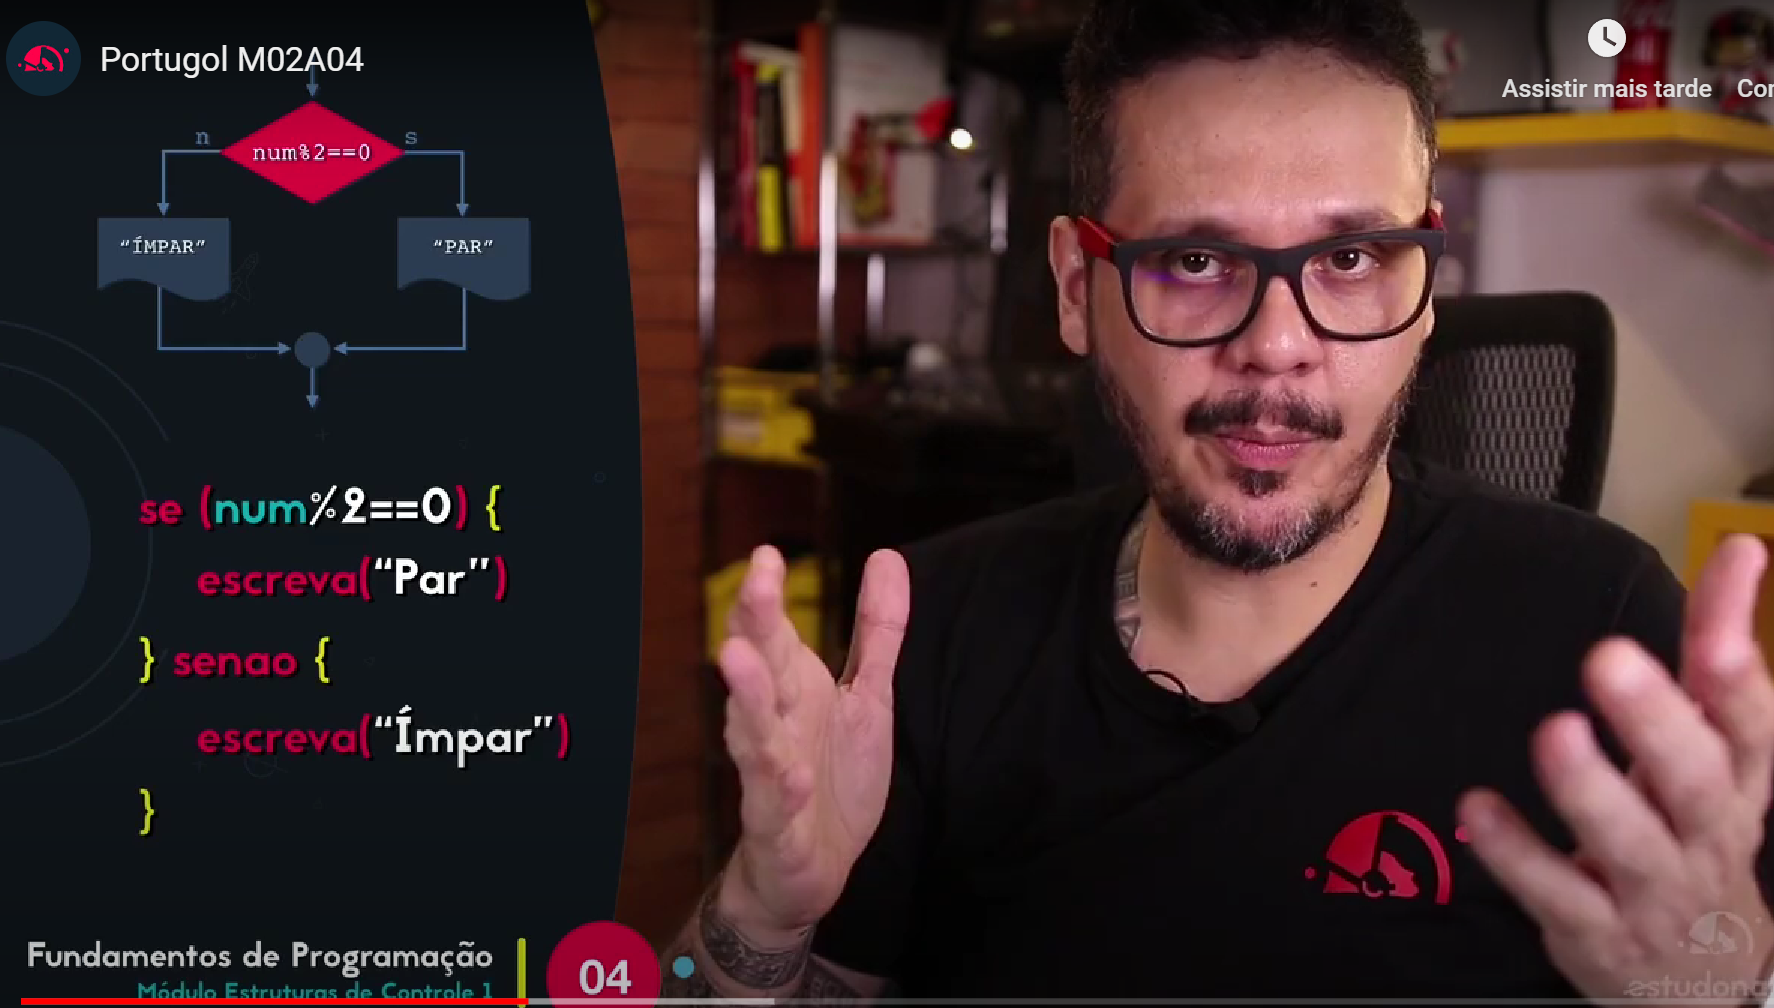 Portugol M02A04
Assistir mais tarde
n
s
num%2==0
“ÍMPAR”
“PAR”
se (num%2==0) {
escreva(“Par”)
} senao {
escreva(“Ímpar”)
}
Fundamentos de Programação
Módulo Estruturas de Controle 1
04